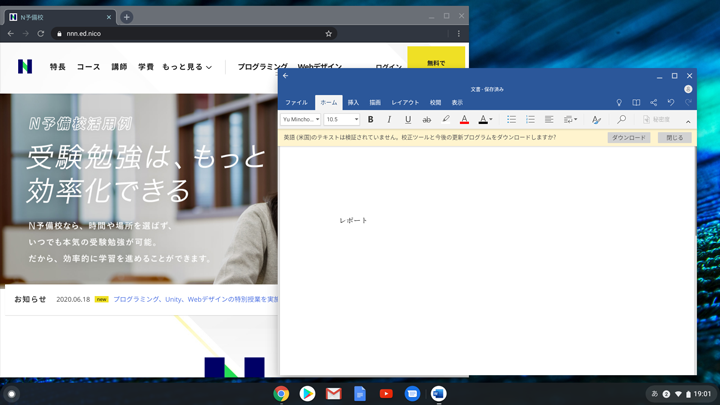 N予備校
nnn.ed.nico
特長 コース 講師 学費 もっと見る プログラミング Webデザイン ログイン 無料で
N予備校活用例
受験勉強は、もっと
効率化できる
N予備校なら、時間や場所を選ばず、
いつでも本気の受験勉強が可能。
だから、効率的に学習を進めることができます。
お知らせ 2020.06.18 new プログラミング、Unity、Webデザインの特別授業を実施
文書 - 保存済み
ファイル ホーム 挿入 描画 レイアウト 校閲 表示
Yu Mincho... 10.5 B I U ab A A 秘密度
英語 (米国)のテキストは検証されていません。校正ツールと今後の更新プログラムをダウンロードしますか? ダウンロード 閉じる
レポート
あ 2 19:01